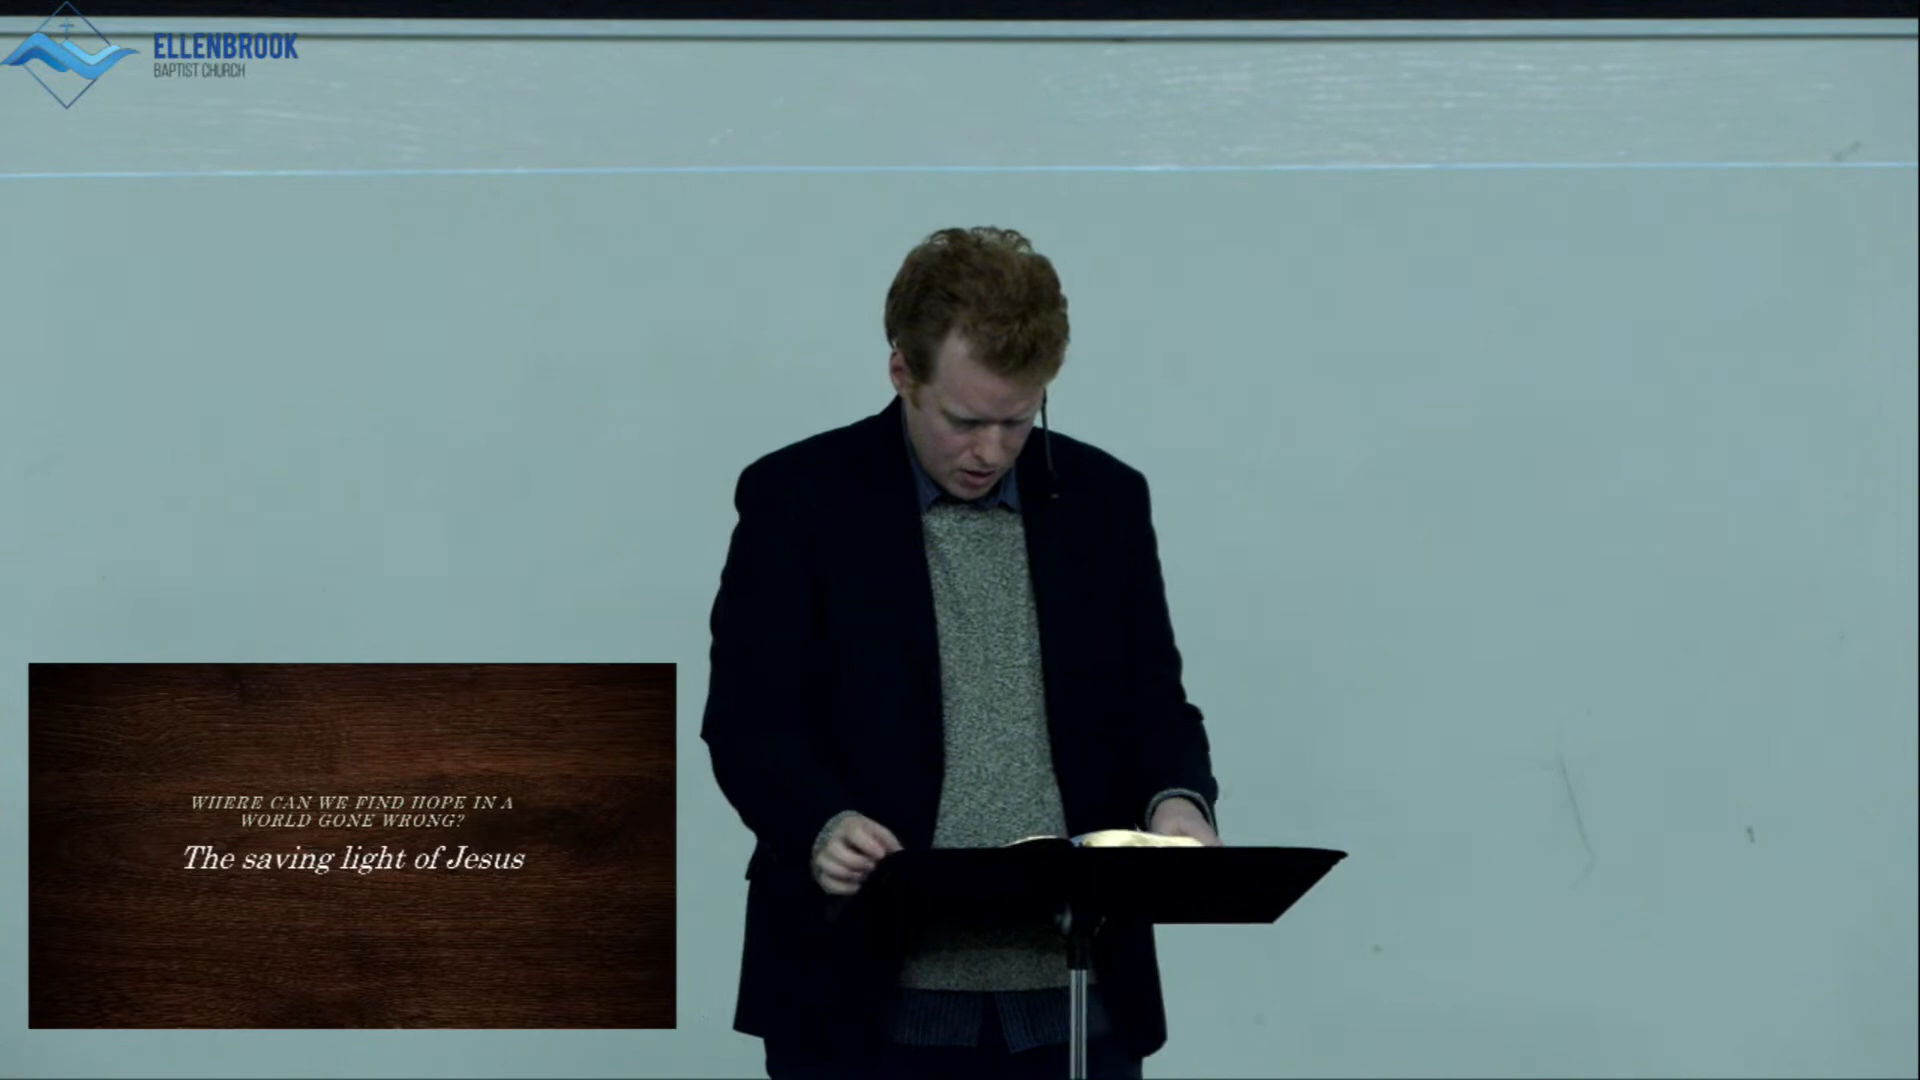 ELLENBROOK
BAPTIST CHURCH
WHERE CAN WE FIND HOPE IN A
WORLD GONE WRONG?
The saving light of Jesus